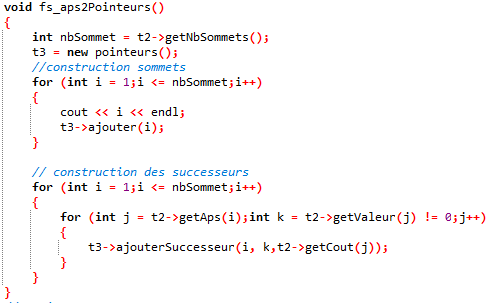 void fs_aps2Pointeurs()
{
    int nbSommet = t2->getNbSommets();
    t3 = new pointeurs();
    //construction sommets
    for (int i = 1;i <= nbSommet;i++)
    {
        cout << i << endl;
        t3->ajouter(i);
    }

    // construction des successeurs
    for (int i = 1;i <= nbSommet;i++)
    {
        for (int j = t2->getAps(i);int k = t2->getValeur(j) != 0;j++)
        {
            t3->ajouterSuccesseur(i, k,t2->getCout(j));
        }
    }
}